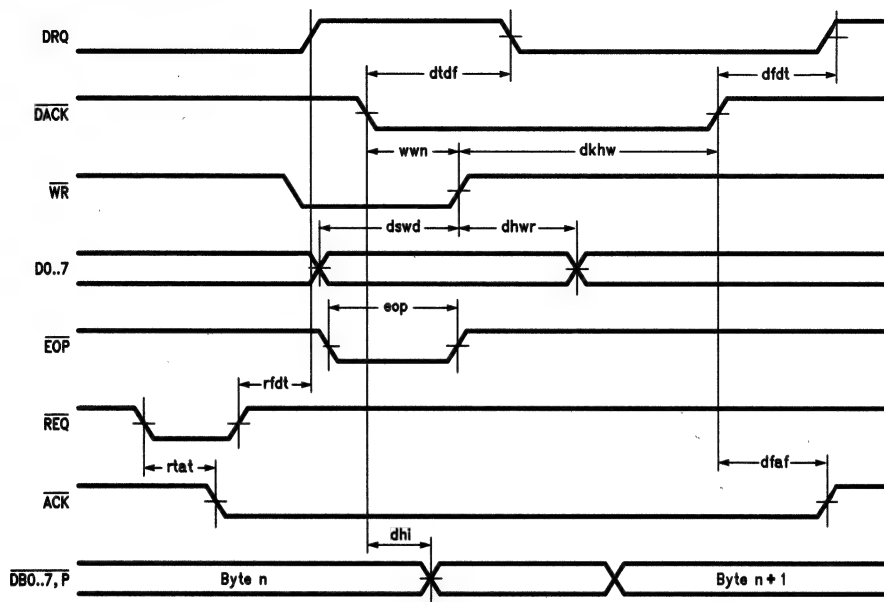 DRQ
dtdf
dfdt
DACK
wwn
dkhw
WR
dswd
dhwr
D0..7
eop
EOP
rfdt
REQ
rtat
dfaf
ACK
dhi
DB0..7, P
Byte n
Byte n + 1